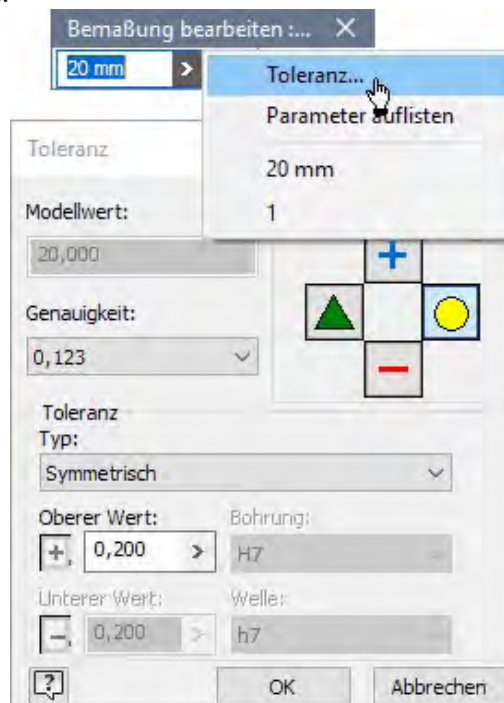 Bemaßung bearbeiten :...
20 mm
Toleranz...
Parameter auflisten
20 mm
1
Toleranz
Modellwert:
20,000
Genauigkeit:
0,123
Toleranz
Typ:
Symmetrisch
Oberer Wert: Bohrung:
+, 0,200 > H7
Unterer Wert: Welle:
−, 0,200 > h7
? OK Abbrechen